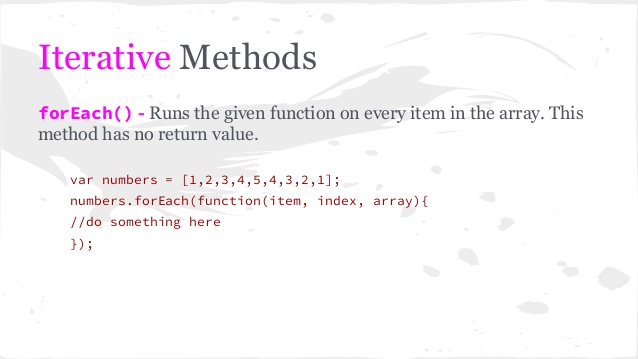 Iterative Methods
forEach() - Runs the given function on every item in the array. This
method has no return value.
var numbers = [1,2,3,4,5,4,3,2,1];
numbers.forEach(function(item, index, array){
//do something here
});